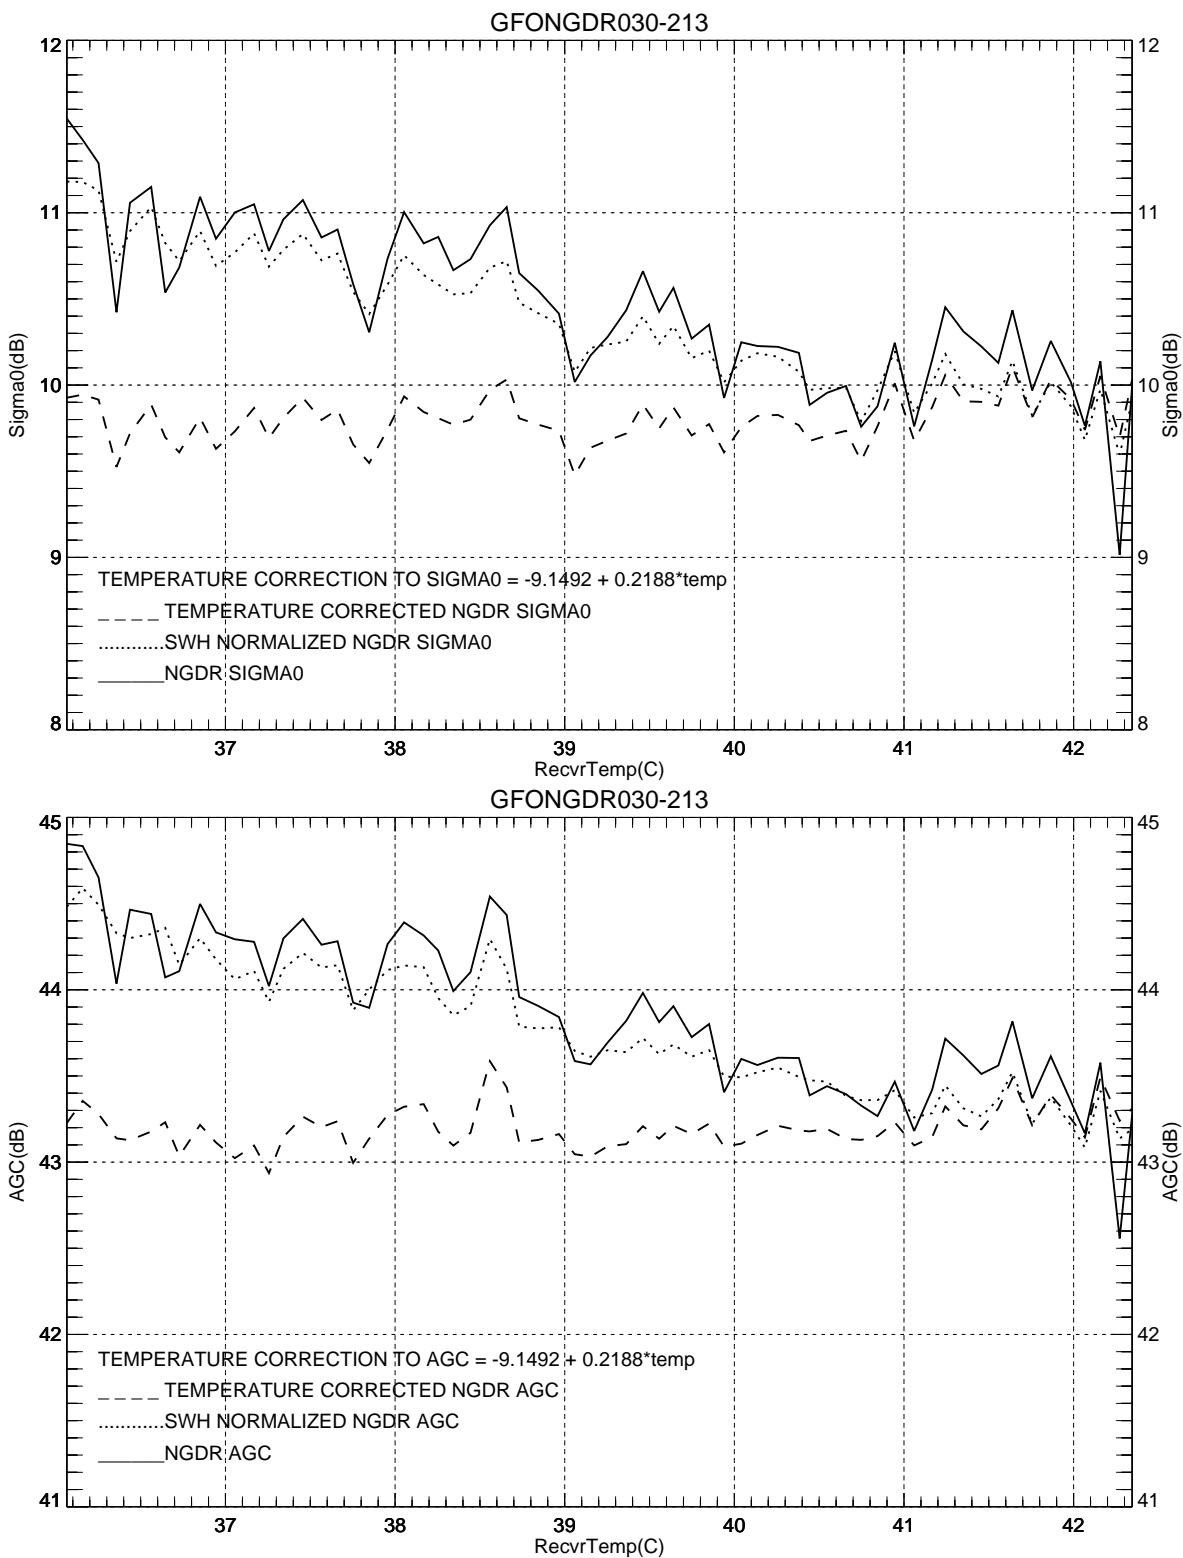 GFONGDR030-213
12
11
10
9
8
Sigma0(dB)
12
11
10
9
8
Sigma0(dB)
TEMPERATURE CORRECTION TO SIGMA0 = -9.1492 + 0.2188*temp
_ _ _ _ TEMPERATURE CORRECTED NGDR SIGMA0
............SWH NORMALIZED NGDR SIGMA0
______NGDR SIGMA0
37 38 39 40 41 42
RecvrTemp(C)
GFONGDR030-213
45
44
43
42
41
AGC(dB)
45
44
43
42
41
AGC(dB)
TEMPERATURE CORRECTION TO AGC = -9.1492 + 0.2188*temp
_ _ _ _ TEMPERATURE CORRECTED NGDR AGC
............SWH NORMALIZED NGDR AGC
______NGDR AGC
37 38 39 40 41 42
RecvrTemp(C)